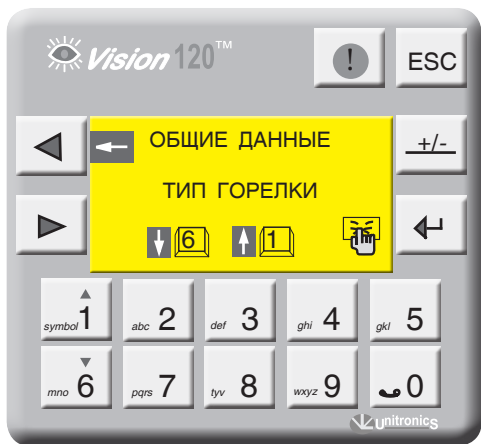 Vision 120™
!
ESC
ОБЩИЕ ДАННЫЕ
+/-
ТИП ГОРЕЛКИ
6 1
symbol 1 abc 2 def 3 ghi 4 gkl 5
mno 6 pqrs 7 tyv 8 wxyz 9 0
unitronics